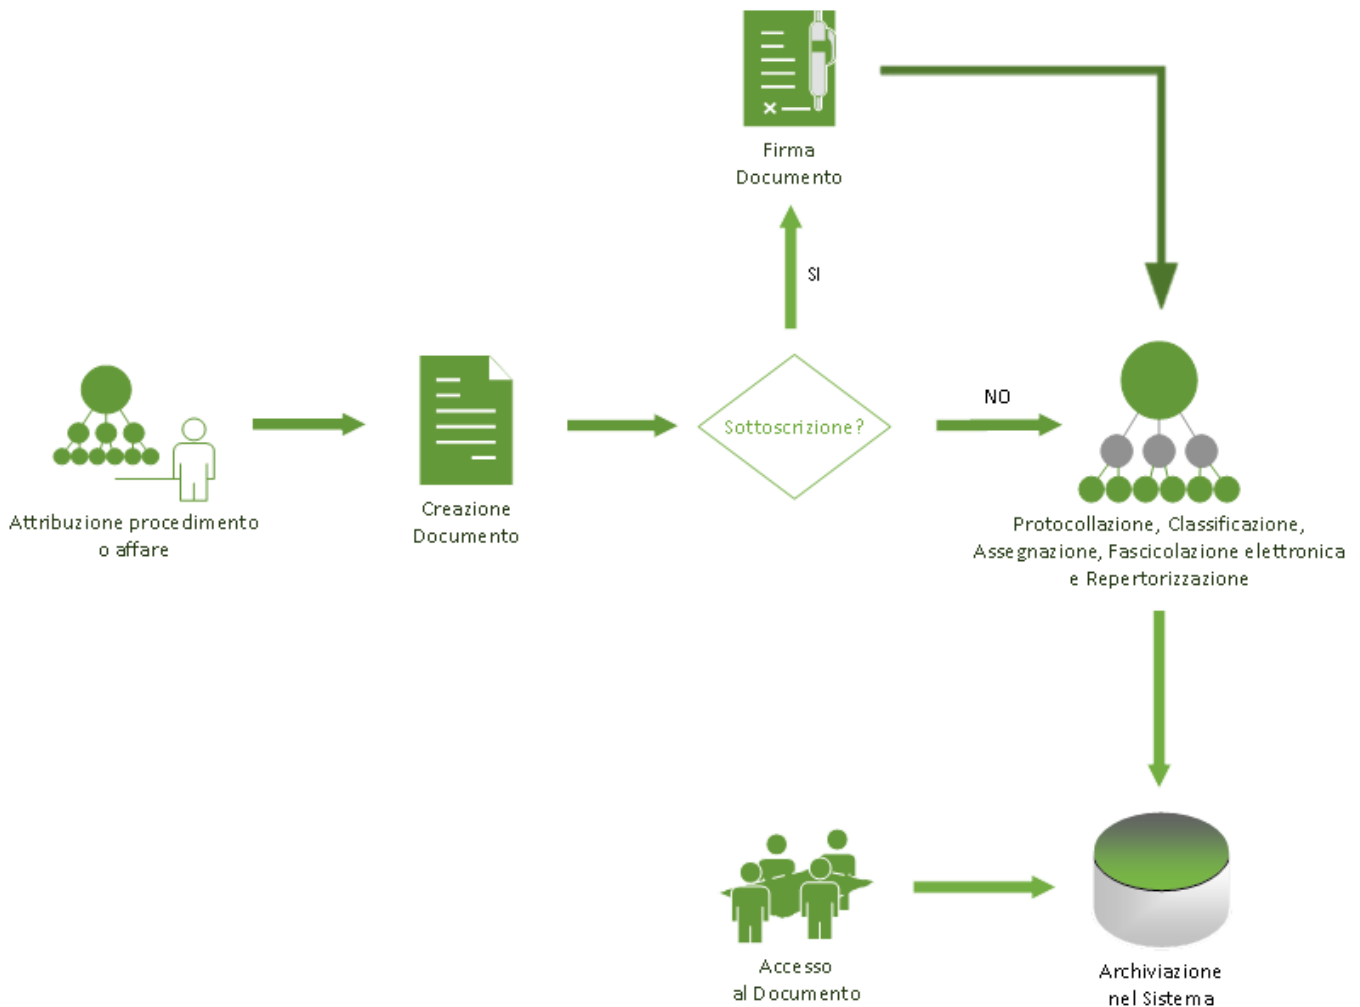 Firma
Documento
SI
Sottoscrizione?
NO
Attribuzione procedimento
o affare
Creazione
Documento
Protocollazione, Classificazione,
Assegnazione, Fascicolazione elettronica
e Repertorizzazione
Accesso
al Documento
Archiviazione
nel Sistema